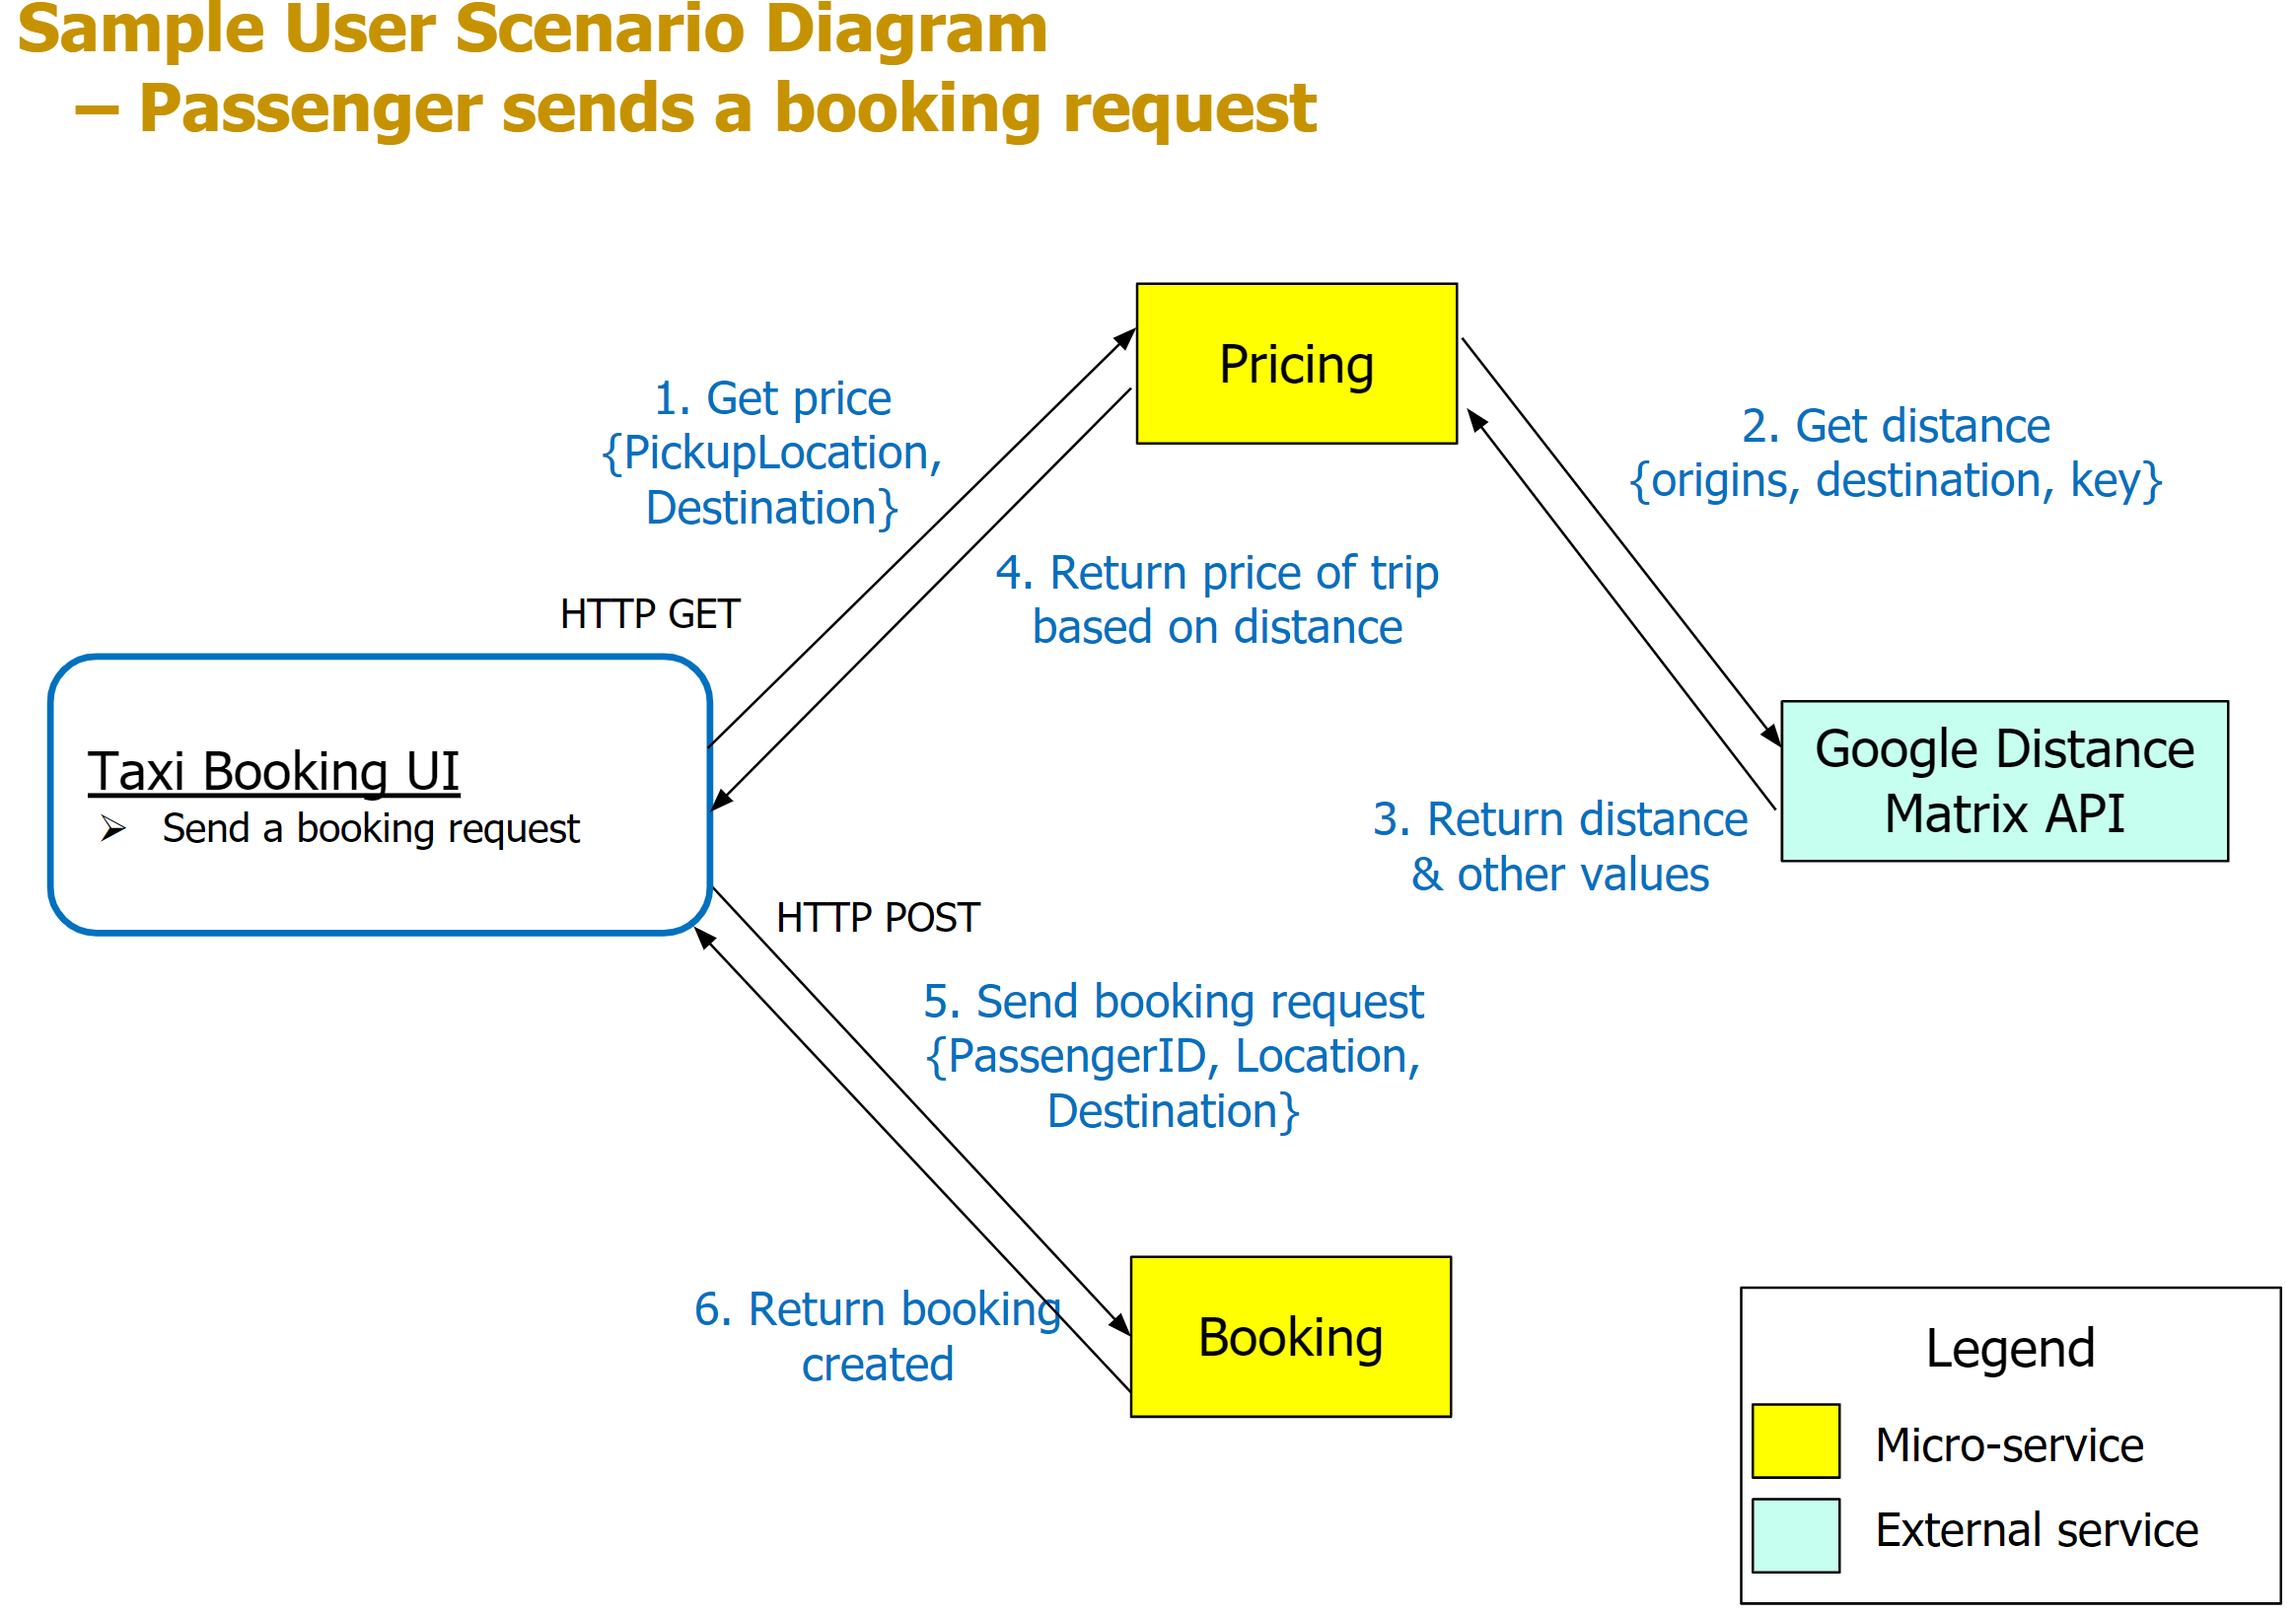 Sample User Scenario Diagram
– Passenger sends a booking request
Pricing
1. Get price
{PickupLocation,
Destination}
2. Get distance
{origins, destination, key}
4. Return price of trip
based on distance
HTTP GET
Taxi Booking UI
➢ Send a booking request
Google Distance
Matrix API
3. Return distance
& other values
HTTP POST
5. Send booking request
{PassengerID, Location,
Destination}
6. Return booking
created
Booking
Legend
Micro-service
External service